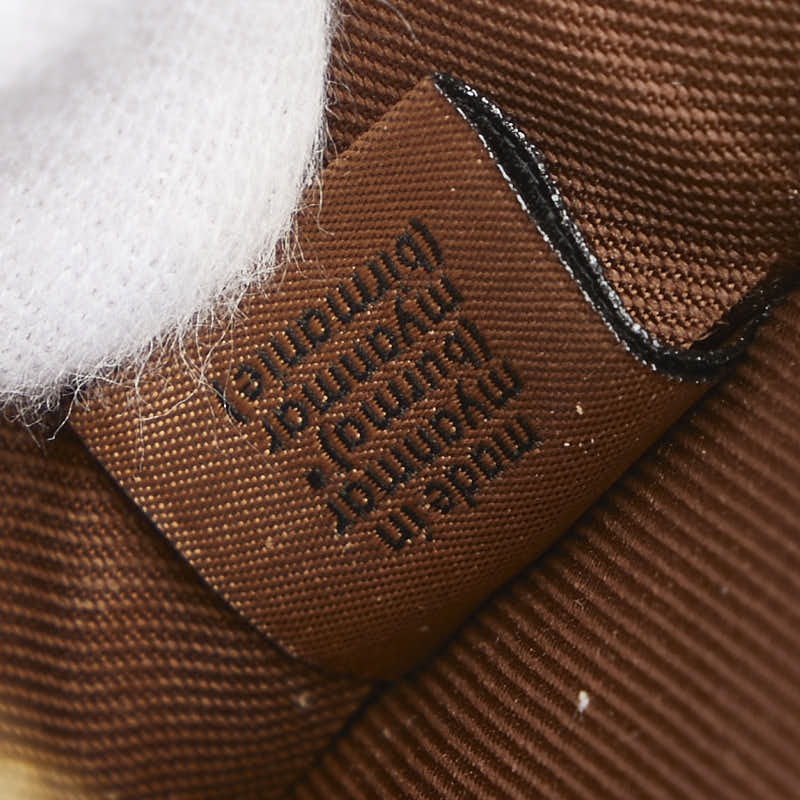 made in
myanmar
(burma) •
myanmar
(birmanie)